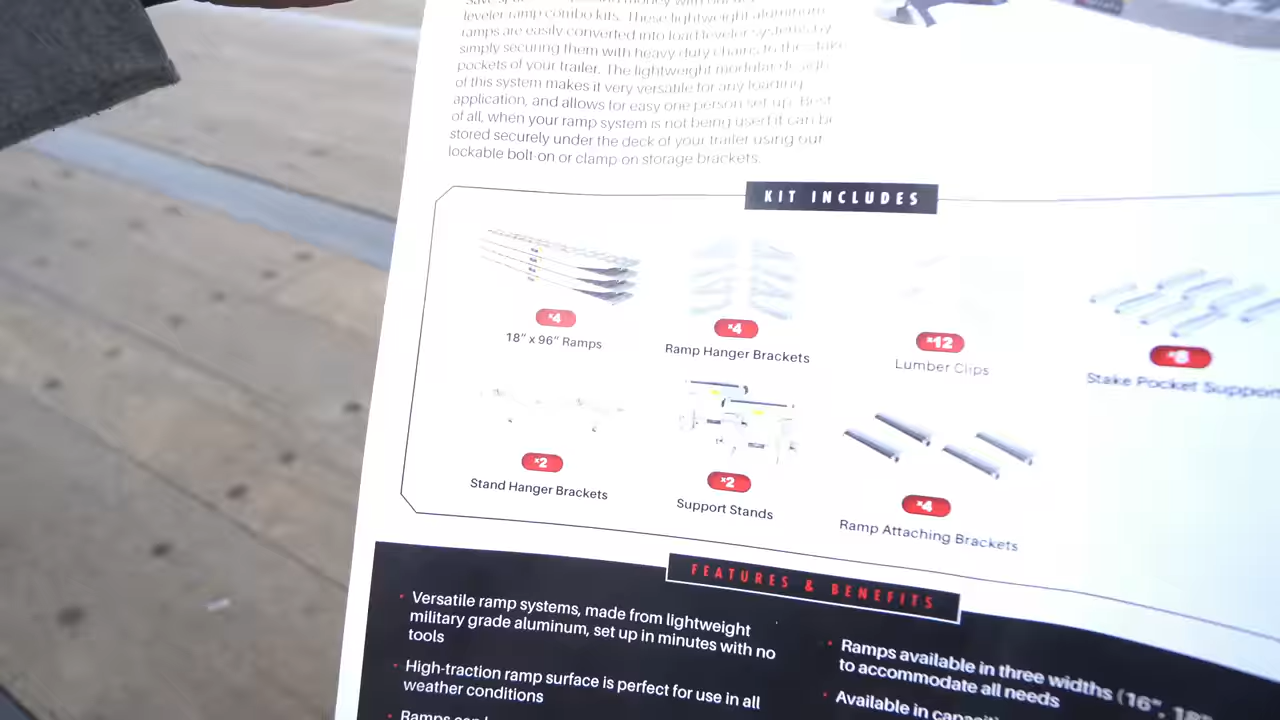 leveler ramp combo kits. These lightweight aluminum
ramps are easily converted into load leveler systems by
simply securing them with heavy duty chains to the stake
pockets of your trailer. The lightweight modular design
of this system makes it very versatile for any loading
application, and allows for easy one person set up. Best
of all, when your ramp system is not being used it can be
stored securely under the deck of your trailer using our
lockable bolt-on or clamp on storage brackets.
KIT INCLUDES
x4
18" x 96" Ramps
x4
Ramp Hanger Brackets
x12
Lumber Clips
x8
Stake Pocket Support
x2
Stand Hanger Brackets
x2
Support Stands
x4
Ramp Attaching Brackets
FEATURES & BENEFITS
• Versatile ramp systems, made from lightweight
military grade aluminum, set up in minutes with no
tools
• High-traction ramp surface is perfect for use in all
weather conditions
• Ramps can
• Ramps available in three widths (16", 18"
to accommodate all needs
• Available in